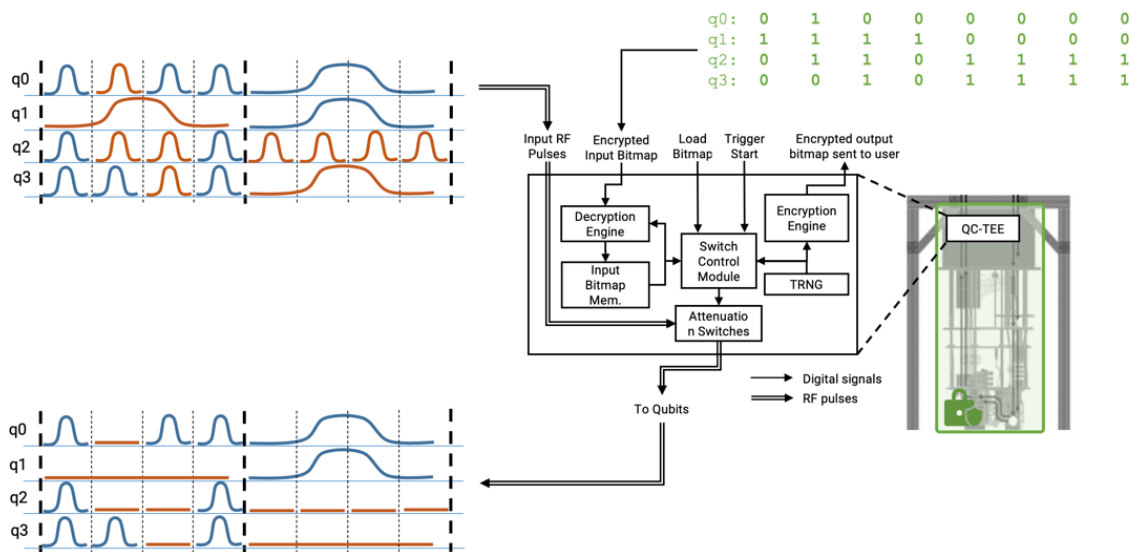 q0: 0 1 0 0 0 0 0 0
q1: 1 1 1 1 0 0 0 0
q2: 0 1 1 0 1 1 1 1
q3: 0 0 1 0 1 1 1 1
q0
q1
q2
q3
Input RF
Pulses
Encrypted
Input Bitmap
Load
Bitmap
Trigger
Start
Encrypted output
bitmap sent to user
Decryption
Engine
Input
Bitmap
Mem.
Switch
Control
Module
Encryption
Engine
TRNG
Attenuatio
n Switches
QC-TEE
Digital signals
RF pulses
To Qubits
q0
q1
q2
q3